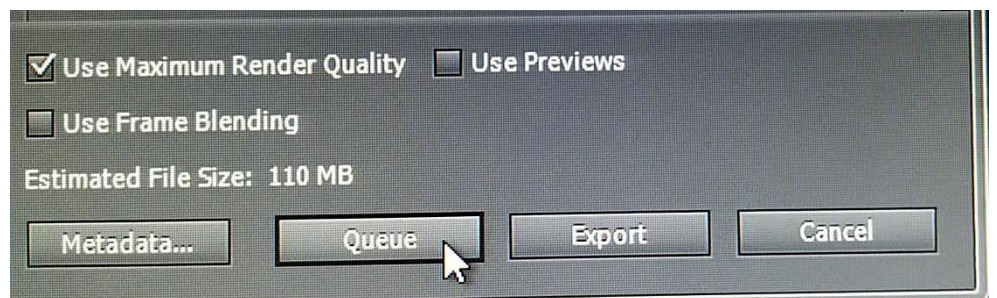 Use Maximum Render Quality Use Previews
Use Frame Blending
Estimated File Size: 110 MB
Metadata... Queue Export Cancel